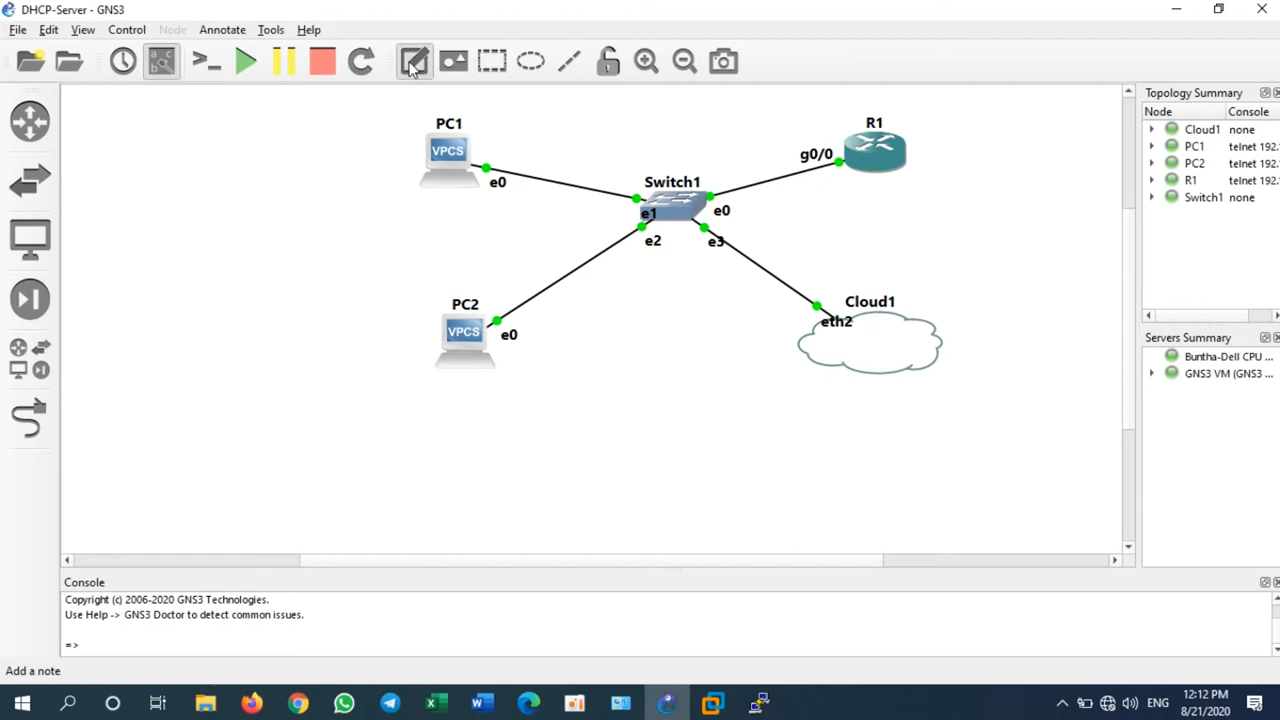 DHCP-Server - GNS3
File Edit View Control Node Annotate Tools Help
Topology Summary
Node Console
Cloud1 none
PC1 telnet 192.
PC2 telnet 192.
R1 telnet 192.
Switch1 none
PC1
VPCS
e0
R1
g0/0
Switch1
e1
e0
e2
e3
PC2
VPCS
e0
Cloud1
eth2
Servers Summary
Buntha-Dell CPU ...
GNS3 VM (GNS3 ...
Console
Copyright (c) 2006-2020 GNS3 Technologies.
Use Help -> GNS3 Doctor to detect common issues.
=>
Add a note
ENG
12:12 PM
8/21/2020